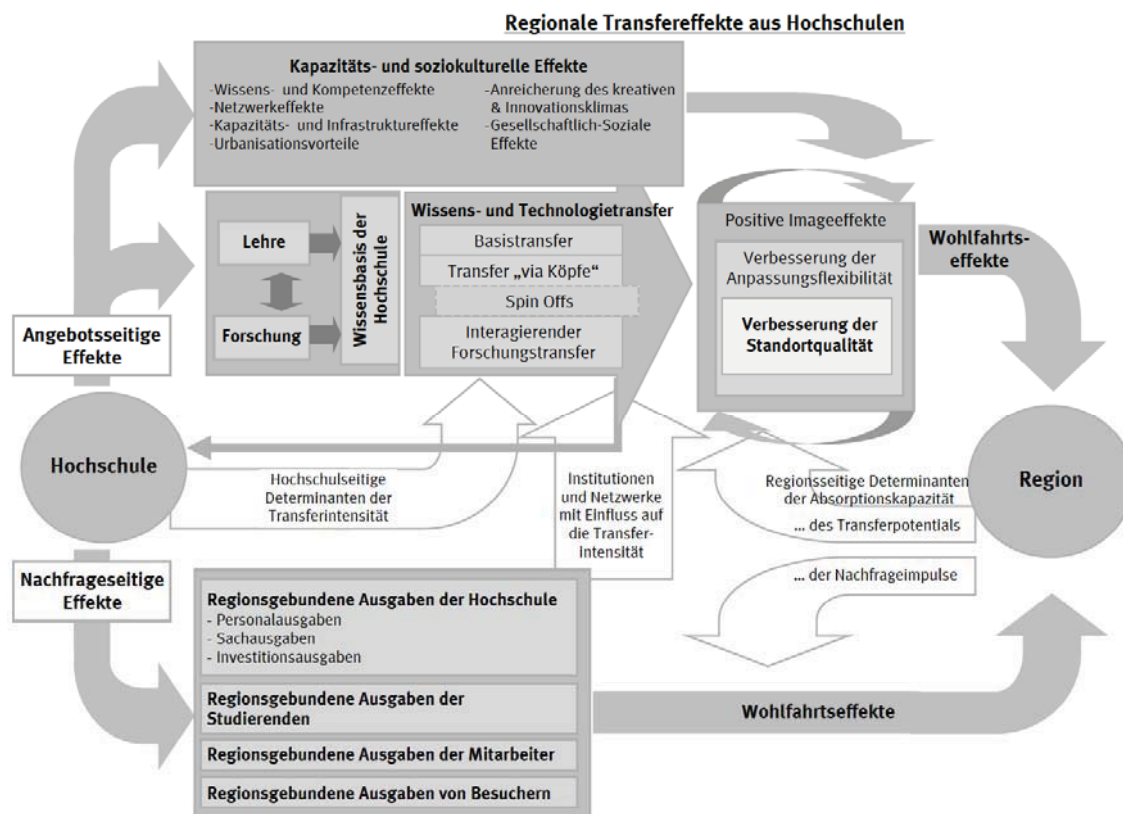 Regionale Transfereffekte aus Hochschulen
Kapazitäts- und soziokulturelle Effekte
-Wissens- und Kompetenzeffekte
-Netzwerkeffekte
-Kapazitäts- und Infrastruktureffekte
-Urbanisationsvorteile
-Anreicherung des kreativen
& Innovationsklimas
-Gesellschaftlich-Soziale
Effekte
Lehre
Forschung
Wissensbasis der
Hochschule
Wissens- und Technologietransfer
Basistransfer
Transfer „via Köpfe“
Spin Offs
Interagierender
Forschungstransfer
Positive Imageeffekte
Verbesserung der
Anpassungsflexibilität
Verbesserung der
Standortqualität
Wohlfahrts-
effekte
Angebotsseitige
Effekte
Hochschule
Hochschulseitige
Determinanten der
Transferintensität
Institutionen
und Netzwerke
mit Einfluss auf
die Transfer-
intensität
Regionsseitige Determinanten
der Absorptionskapazität
... des Transferpotentials
... der Nachfrageimpulse
Region
Nachfrageseitige
Effekte
Regionsgebundene Ausgaben der Hochschule
- Personalausgaben
- Sachausgaben
- Investitionsausgaben
Regionsgebundene Ausgaben der
Studierenden
Regionsgebundene Ausgaben der Mitarbeiter
Regionsgebundene Ausgaben von Besuchern
Wohlfahrtseffekte